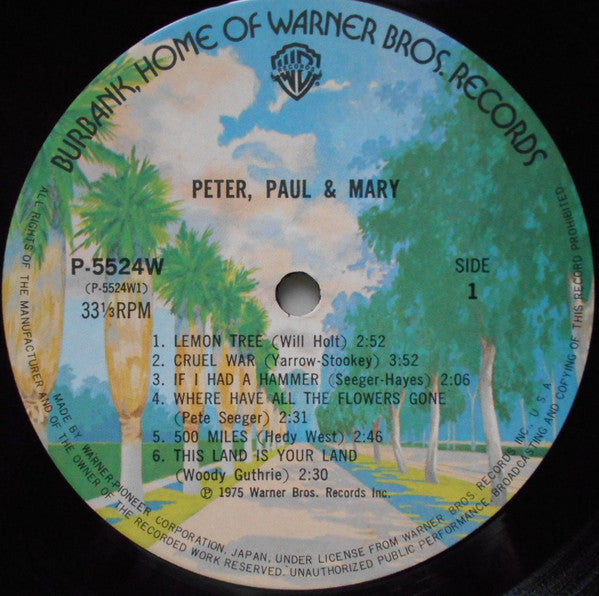 BURBANK, HOME OF WARNER BROS. RECORDS
WB
RECORDS
®
PETER, PAUL & MARY
P-5524W
(P-5524W1)
33⅓RPM
SIDE
1
1. LEMON TREE (Will Holt) 2:52
2. CRUEL WAR (Yarrow-Stookey) 3:52
3. IF I HAD A HAMMER (Seeger-Hayes) 2:06
4. WHERE HAVE ALL THE FLOWERS GONE
(Pete Seeger) 2:31
5. 500 MILES (Hedy West) 2:46
6. THIS LAND IS YOUR LAND
(Woody Guthrie) 2:30
℗ 1975 Warner Bros. Records Inc.
MADE BY WARNER-PIONEER CORPORATION, JAPAN, UNDER LICENSE FROM WARNER BROS. RECORDS INC., U.S.A.
ALL RIGHTS OF THE MANUFACTURER AND OF THE OWNER OF THE RECORDED WORK RESERVED. UNAUTHORIZED PUBLIC PERFORMANCE, BROADCASTING AND COPYING OF THIS RECORD PROHIBITED